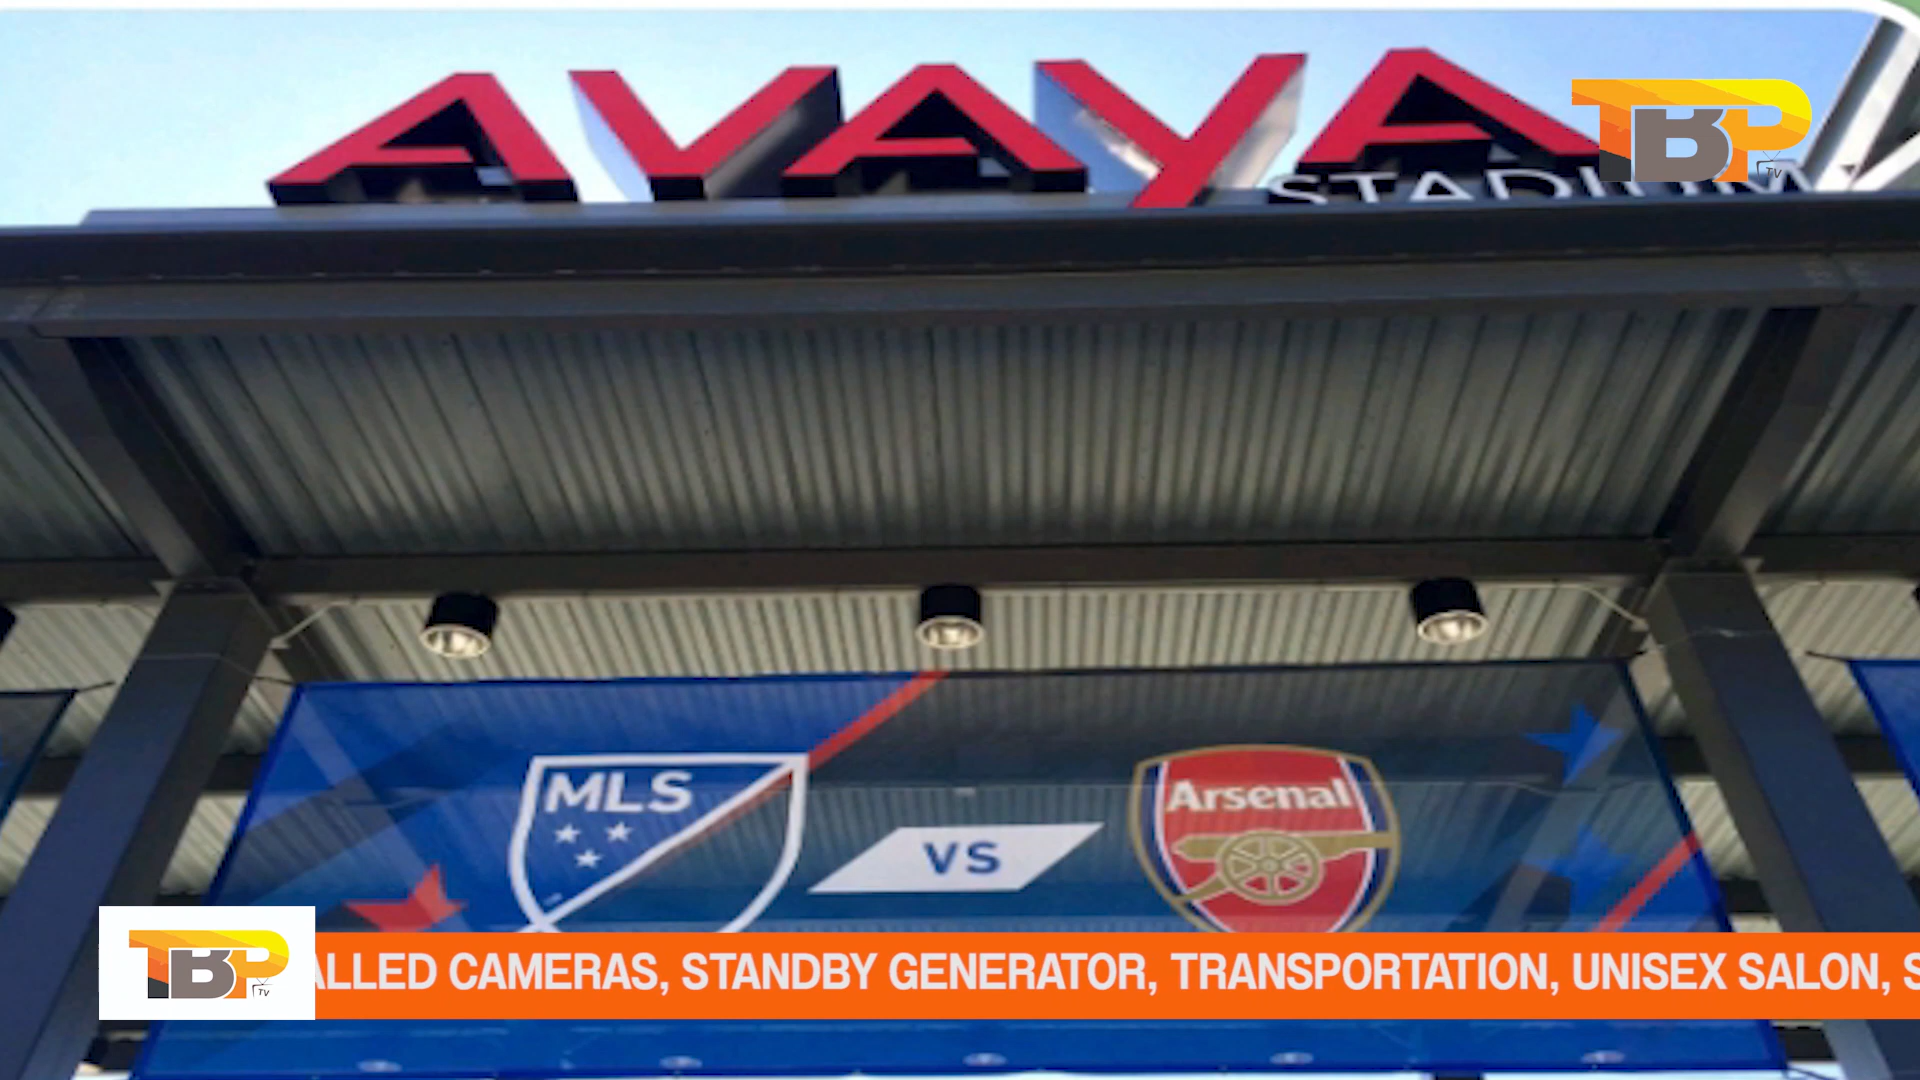 AVAYA
STADIUM
TBP
TV
MLS
VS
Arsenal
TBP
TV
ALLED CAMERAS, STANDBY GENERATOR, TRANSPORTATION, UNISEX SALON, S